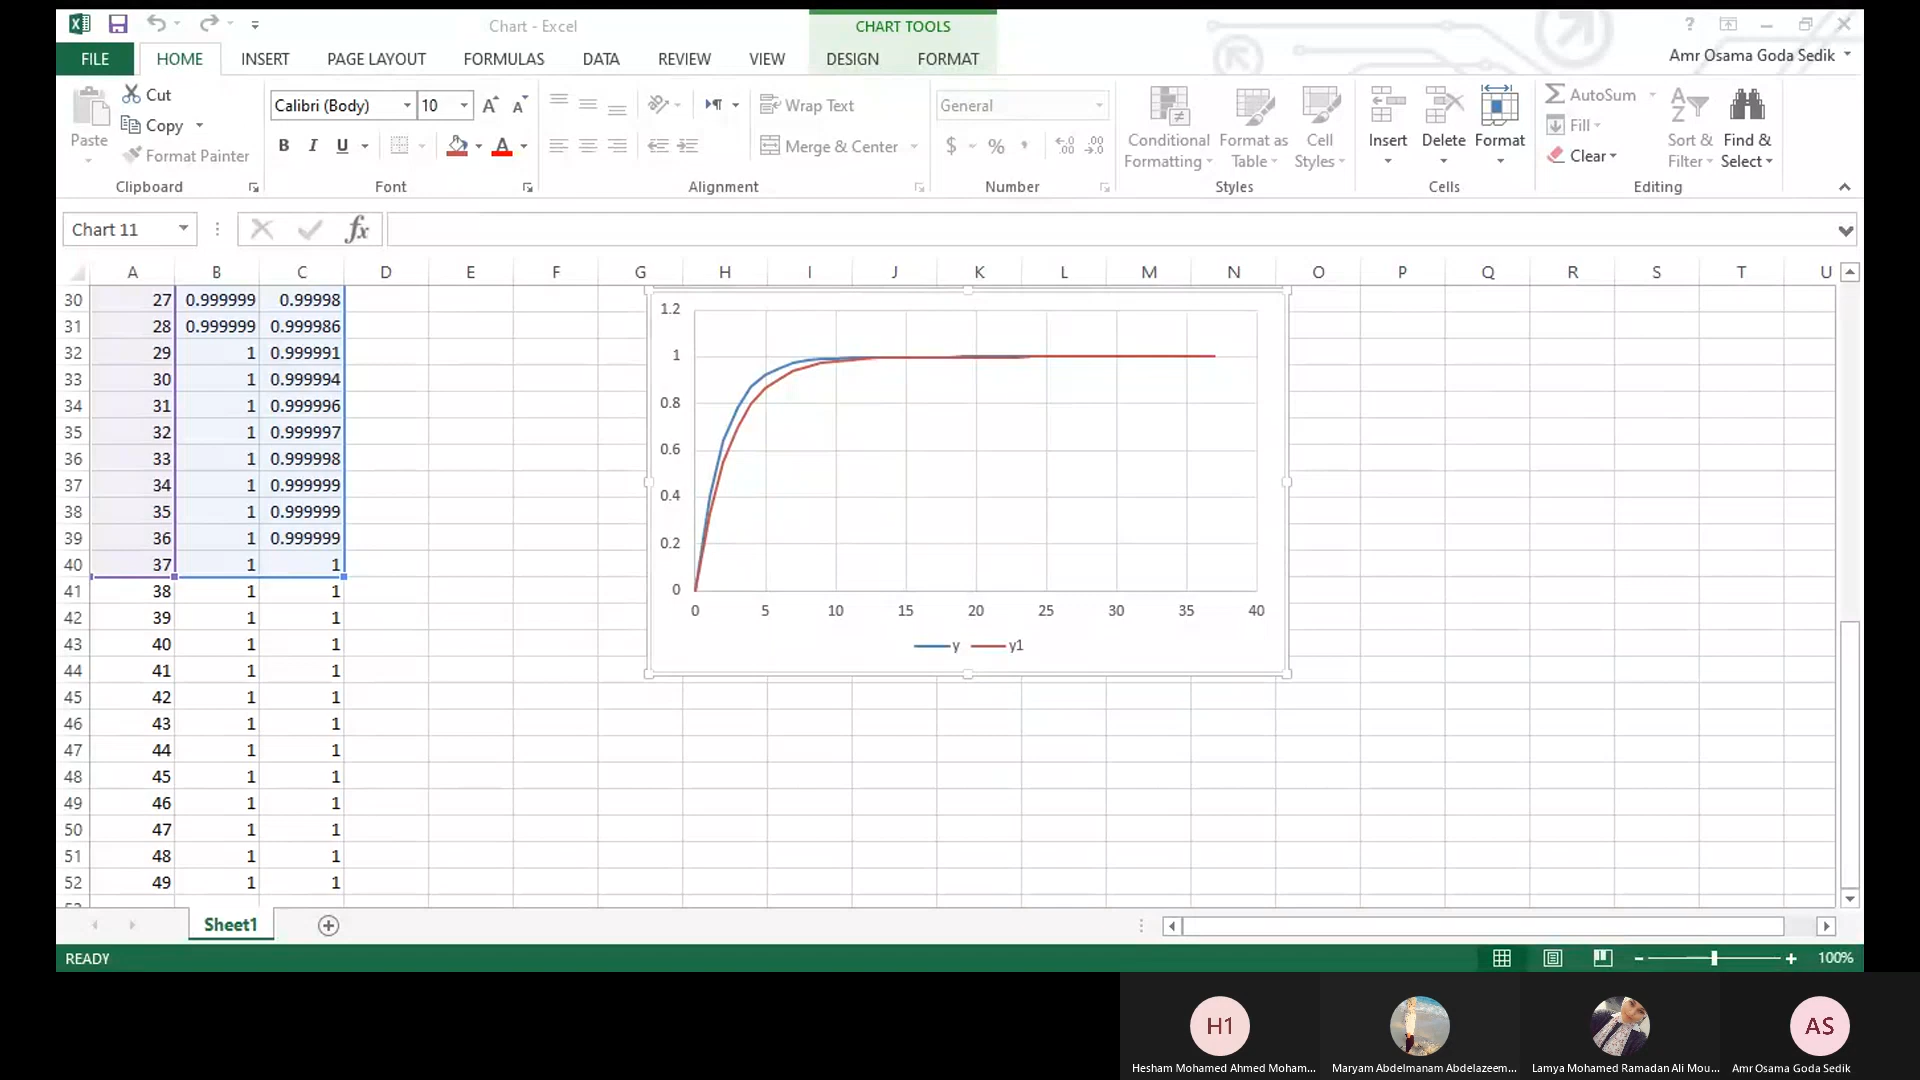 Chart - Excel
CHART TOOLS
?
FILE HOME INSERT PAGE LAYOUT FORMULAS DATA REVIEW VIEW DESIGN FORMAT
Amr Osama Goda Sedik
Paste
Cut
Copy
Format Painter
Clipboard
Calibri (Body) 10
B I U
Font
Wrap Text
Merge & Center
Alignment
General
$ % ,
Number
Conditional Formatting
Format as Table
Cell Styles
Styles
Insert
Delete
Format
Cells
AutoSum
Fill
Clear
Sort & Filter
Find & Select
Editing
Chart 11
fx
A B C D E F G H I J K L M N O P Q R S T U
30 27 0.999999 0.99998
31 28 0.999999 0.999986
32 29 1 0.999991
33 30 1 0.999994
34 31 1 0.999996
35 32 1 0.999997
36 33 1 0.999998
37 34 1 0.999999
38 35 1 0.999999
39 36 1 0.999999
40 37 1 1
41 38 1 1
42 39 1 1
43 40 1 1
44 41 1 1
45 42 1 1
46 43 1 1
47 44 1 1
48 45 1 1
49 46 1 1
50 47 1 1
51 48 1 1
52 49 1 1
1.2
1
0.8
0.6
0.4
0.2
0
0 5 10 15 20 25 30 35 40
y y1
Sheet1
READY
100%
H1
AS
Hesham Mohamed Ahmed Moham...
Maryam Abdelmanam Abdelazeem...
Lamya Mohamed Ramadan Ali Mou...
Amr Osama Goda Sedik